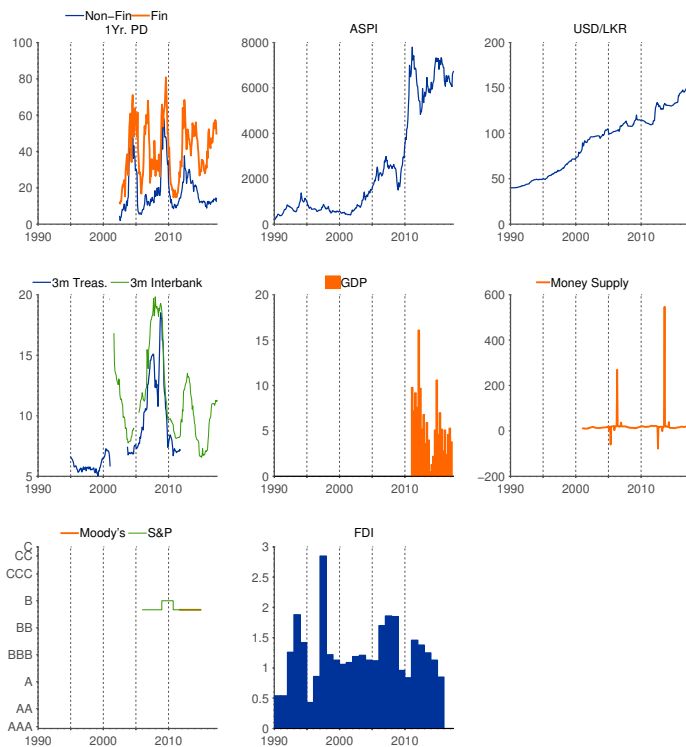 Non-Fin Fin
1Yr. PD
100
80
60
40
20
0
1990 2000 2010
ASPI
8000
6000
4000
2000
0
1990 2000 2010
USD/LKR
200
150
100
50
0
1990 2000 2010
3m Treas. 3m Interbank
20
15
10
5
1990 2000 2010
GDP
20
15
10
5
0
1990 2000 2010
Money Supply
600
400
200
0
−200
1990 2000 2010
Moody's S&P
C
CC
CCC
B
BB
BBB
A
AA
AAA
1990 2000 2010
FDI
3
2.5
2
1.5
1
0.5
0
1990 2000 2010